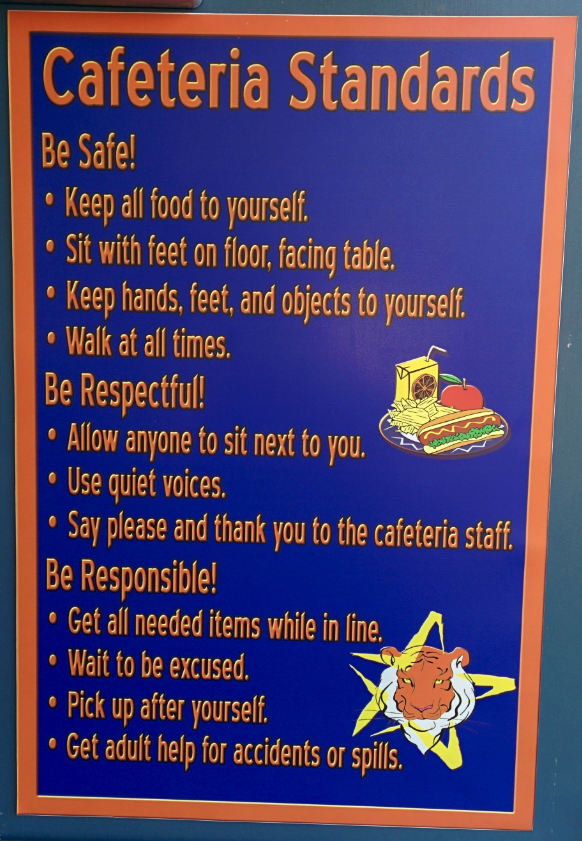 Cafeteria Standards
Be Safe!
• Keep all food to yourself.
• Sit with feet on floor, facing table.
• Keep hands, feet, and objects to yourself.
• Walk at all times.
Be Respectful!
• Allow anyone to sit next to you.
• Use quiet voices.
• Say please and thank you to the cafeteria staff.
Be Responsible!
• Get all needed items while in line.
• Wait to be excused.
• Pick up after yourself.
• Get adult help for accidents or spills.